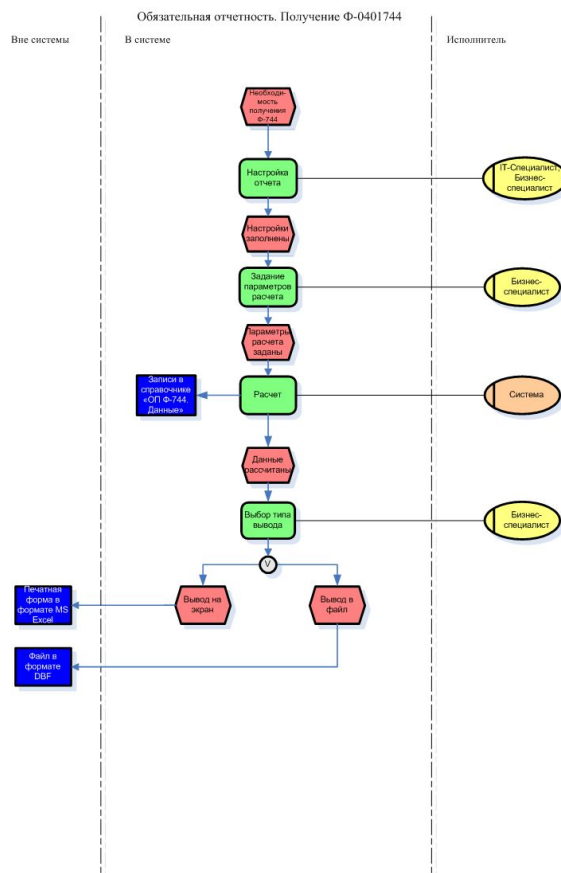 Обязательная отчетность. Получение Ф-0401744
Вне системы
В системе
Исполнитель
Необходи-
мость
получения
Ф-744
Настройка
отчета
IT-Специалист,
Бизнес-
специалист
Настройки
заполнены
Задание
параметров
расчета
Бизнес-
специалист
Параметры
расчета
заданы
Записи в
справочнике
«ОП Ф-744.
Данные»
Расчет
Система
Данные
рассчитаны
Выбор типа
вывода
Бизнес-
специалист
V
Печатная
форма в
формате MS
Excel
Вывод на
экран
Вывод в
файл
Файл в
формате
DBF